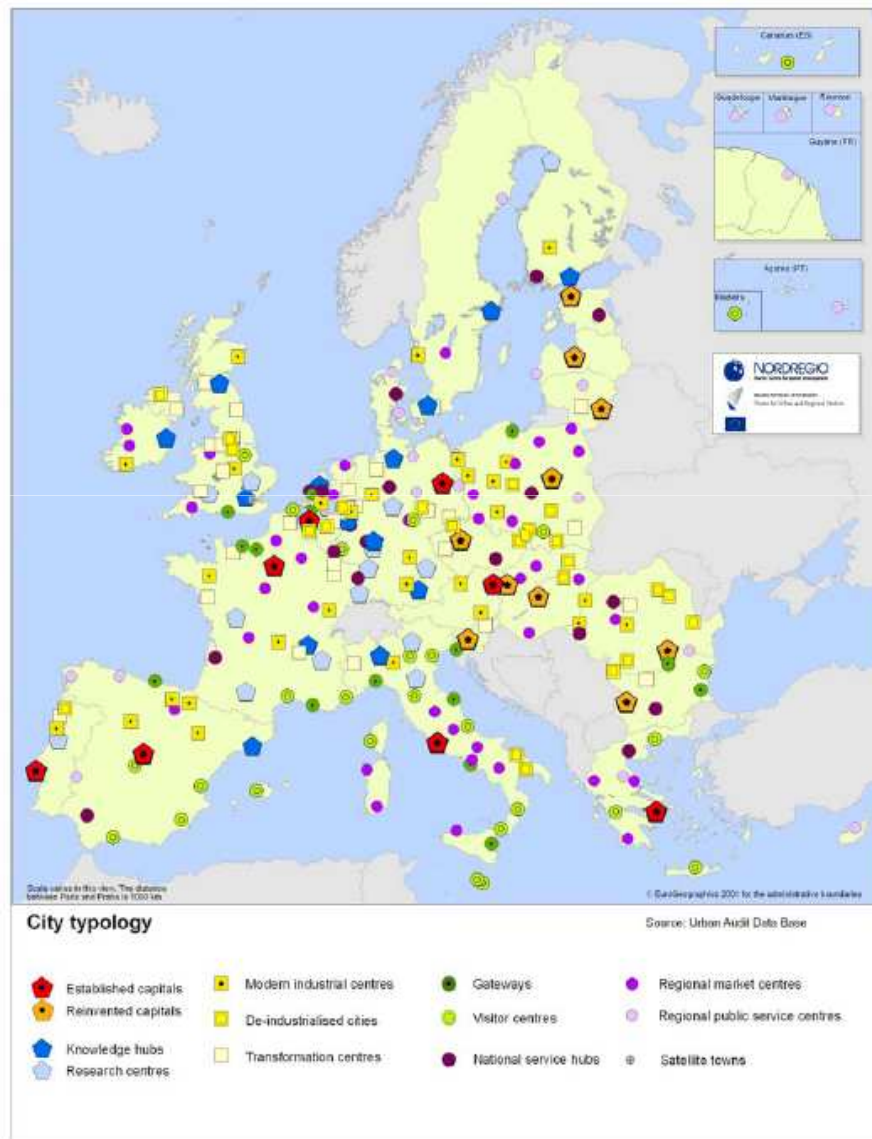 Canarias (ES)
Guadeloupe
Martinique
Réunion
Guyane (FR)
Açores (PT)
Madeira
NORDREGIO
Scale varies in this view. The distance
between Paris and Praha is 1000 km.
© EuroGeographics 2001 for the administrative boundaries
City typology
Source: Urban Audit Data Base
Established capitals
Modern industrial centres
Gateways
Regional market centres
Reinvented capitals
De-industrialised cities
Visitor centres
Regional public service centres
Knowledge hubs
Transformation centres
National service hubs
Satellite towns
Research centres